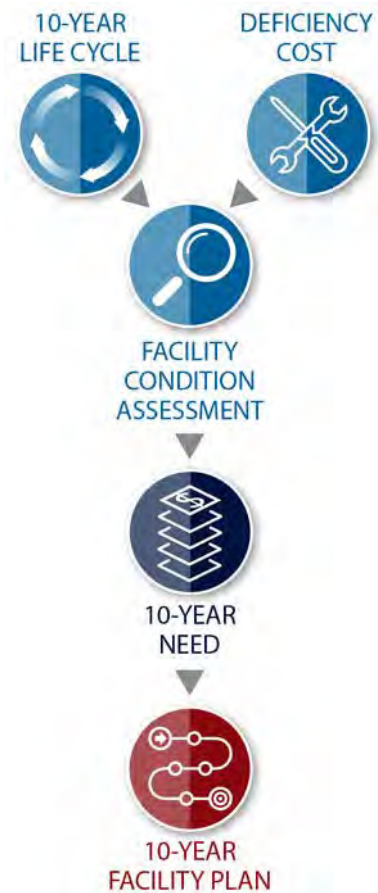 10-YEAR
LIFE CYCLE
DEFICIENCY
COST
FACILITY
CONDITION
ASSESSMENT
$
10-YEAR
NEED
10-YEAR
FACILITY PLAN